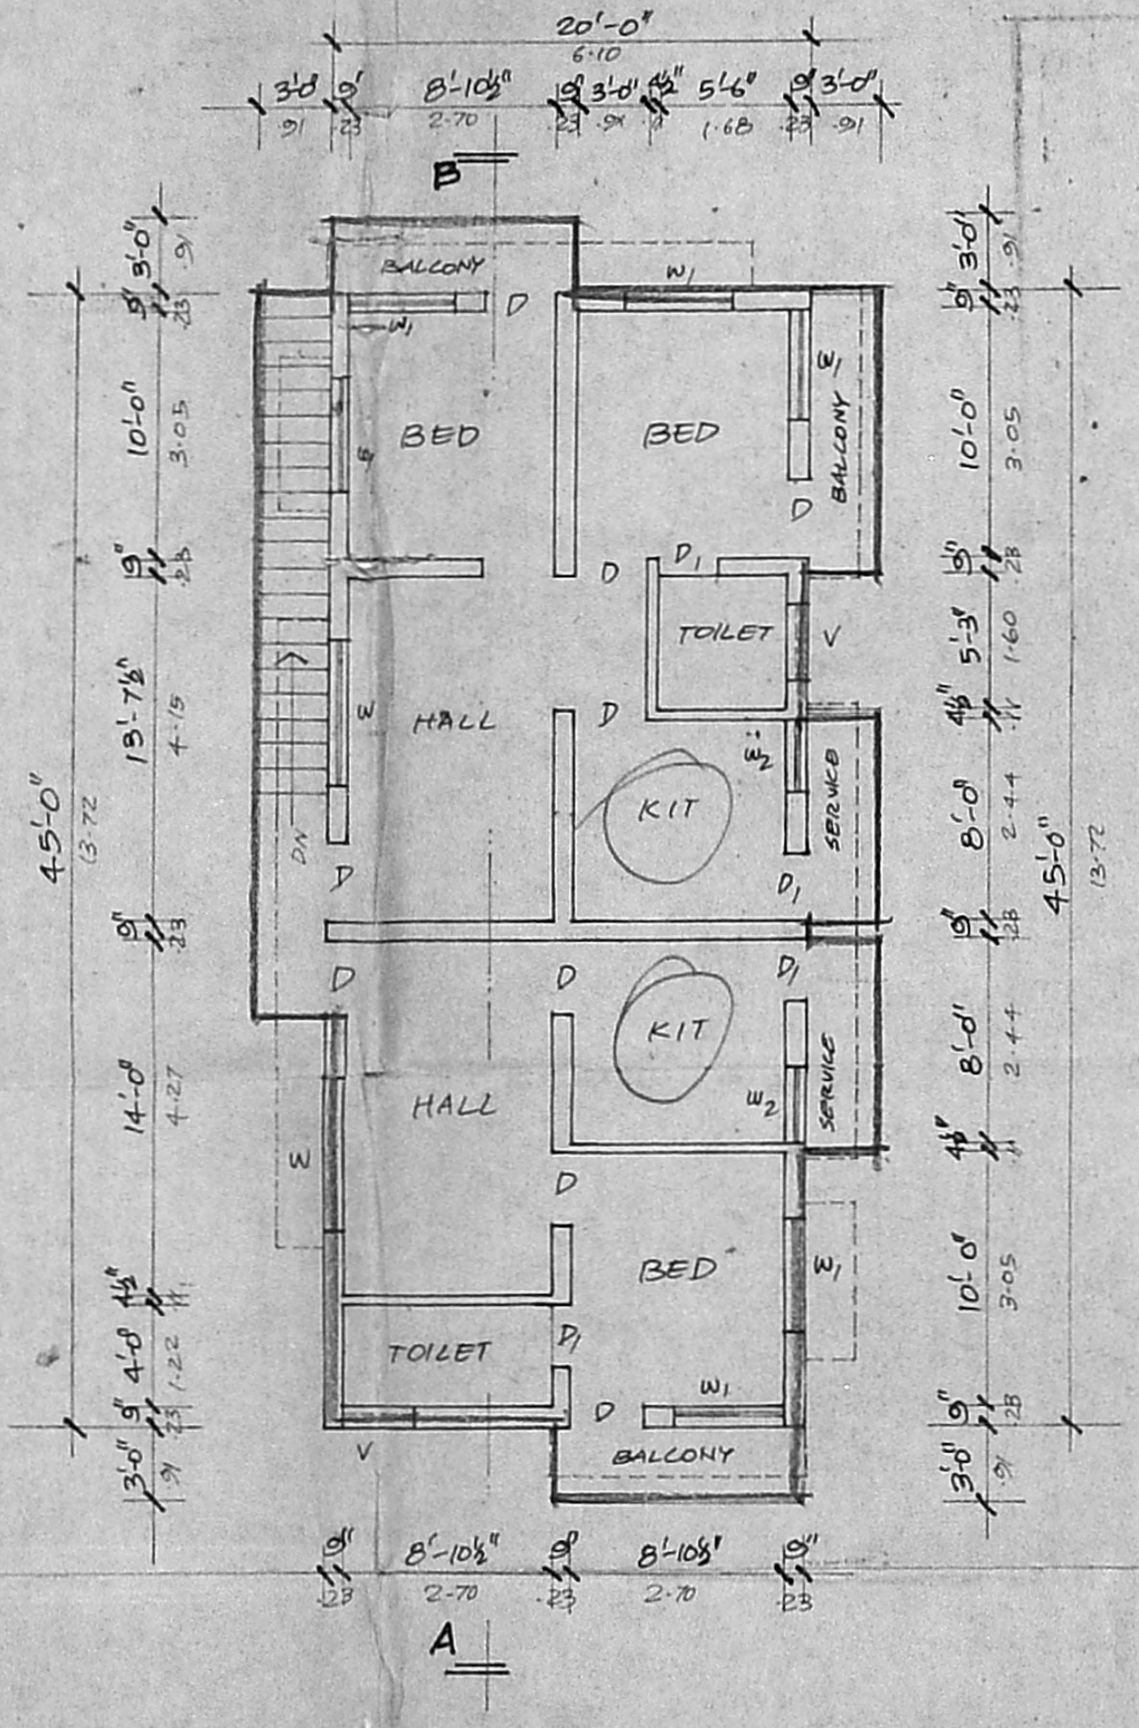 20'-0"
6.10
3'-0" 9" 8'-10½" 9" 3'-0" 4½" 5'-6" 9" 3'-0"
.91 .23 2.70 .23 .91 1.68 .23 .91
B
BALCONY
W1
D
W1
BED
BED
W1
BALCONY
D
D
D1
TOILET
V
HALL
W
D
W2
KIT
SERVICE
DN
D
D1
D
D
D1
KIT
HALL
W2
SERVICE
W
D
BED
W1
TOILET
D1
W1
D
V
BALCONY
3'-0" .91
9" .23
10'-0" 3.05
9" .23
13'-7½" 4.15
45'-0"
13.72
9" .23
14'-0" 4.27
4½" .11
4'-0" 1.22
9" .23
3'-0" .91
3'-0" .91
9" .23
10'-0" 3.05
9" .23
5'-3" 1.60
4½" .11
8'-0" 2.44
45'-0"
13.72
9" .23
8'-0" 2.44
4½"
10'-0" 3.05
9" .23
3'-0" .91
9" 8'-10½" 9" 8'-10½" 9"
.23 2.70 .23 2.70 .23
A